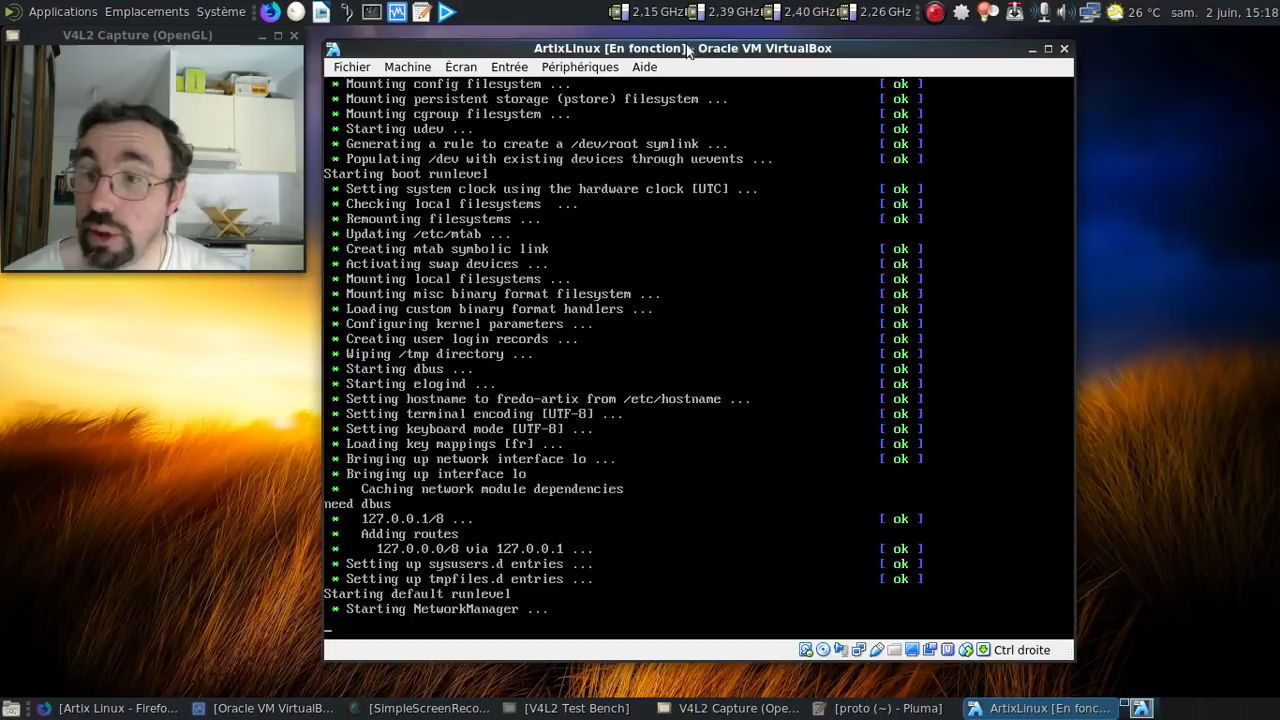 Applications Emplacements Système 2,15 GHz 2,39 GHz 2,40 GHz 2,26 GHz 26 °C sam. 2 juin, 15:18
V4L2 Capture (OpenGL)
ArtixLinux [En fonction] - Oracle VM VirtualBox
Fichier Machine Écran Entrée Périphériques Aide
* Mounting config filesystem ... [ ok ]
* Mounting persistent storage (pstore) filesystem ... [ ok ]
* Mounting cgroup filesystem ... [ ok ]
* Starting udev ... [ ok ]
* Generating a rule to create a /dev/root symlink ... [ ok ]
* Populating /dev with existing devices through uevents ... [ ok ]
Starting boot runlevel
* Setting system clock using the hardware clock [UTC] ... [ ok ]
* Checking local filesystems  ... [ ok ]
* Remounting filesystems ... [ ok ]
* Updating /etc/mtab ...
* Creating mtab symbolic link [ ok ]
* Activating swap devices ... [ ok ]
* Mounting local filesystems ... [ ok ]
* Mounting misc binary format filesystem ... [ ok ]
* Loading custom binary format handlers ... [ ok ]
* Configuring kernel parameters ... [ ok ]
* Creating user login records ... [ ok ]
* Wiping /tmp directory ... [ ok ]
* Starting dbus ... [ ok ]
* Starting elogind ... [ ok ]
* Setting hostname to fredo-artix from /etc/hostname ... [ ok ]
* Setting terminal encoding [UTF-8] ... [ ok ]
* Setting keyboard mode [UTF-8] ... [ ok ]
* Loading key mappings [fr] ... [ ok ]
* Bringing up network interface lo ... [ ok ]
* Bringing up interface lo
* Caching network module dependencies
need dbus
* 127.0.0.1/8 ... [ ok ]
* Adding routes
* 127.0.0.0/8 via 127.0.0.1 ... [ ok ]
* Setting up sysusers.d entries ... [ ok ]
* Setting up tmpfiles.d entries ... [ ok ]
Starting default runlevel
* Starting NetworkManager ...
Ctrl droite
[Artix Linux - Firefo... [Oracle VM VirtualB... [SimpleScreenReco... [V4L2 Test Bench] V4L2 Capture (Ope... [proto (~) - Pluma] ArtixLinux [En fonc...